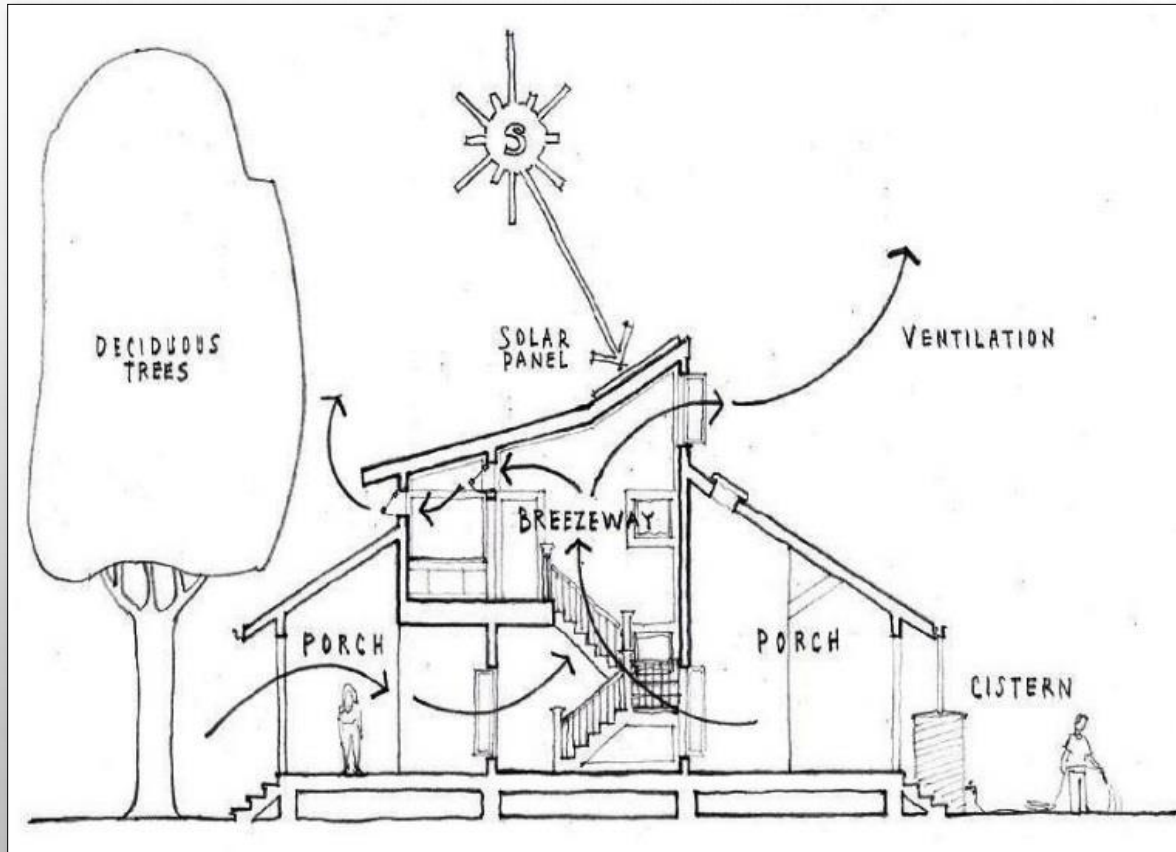 S
SOLAR
PANEL
VENTILATION
DECIDUOUS
TREES
BREEZEWAY
PORCH
PORCH
CISTERN